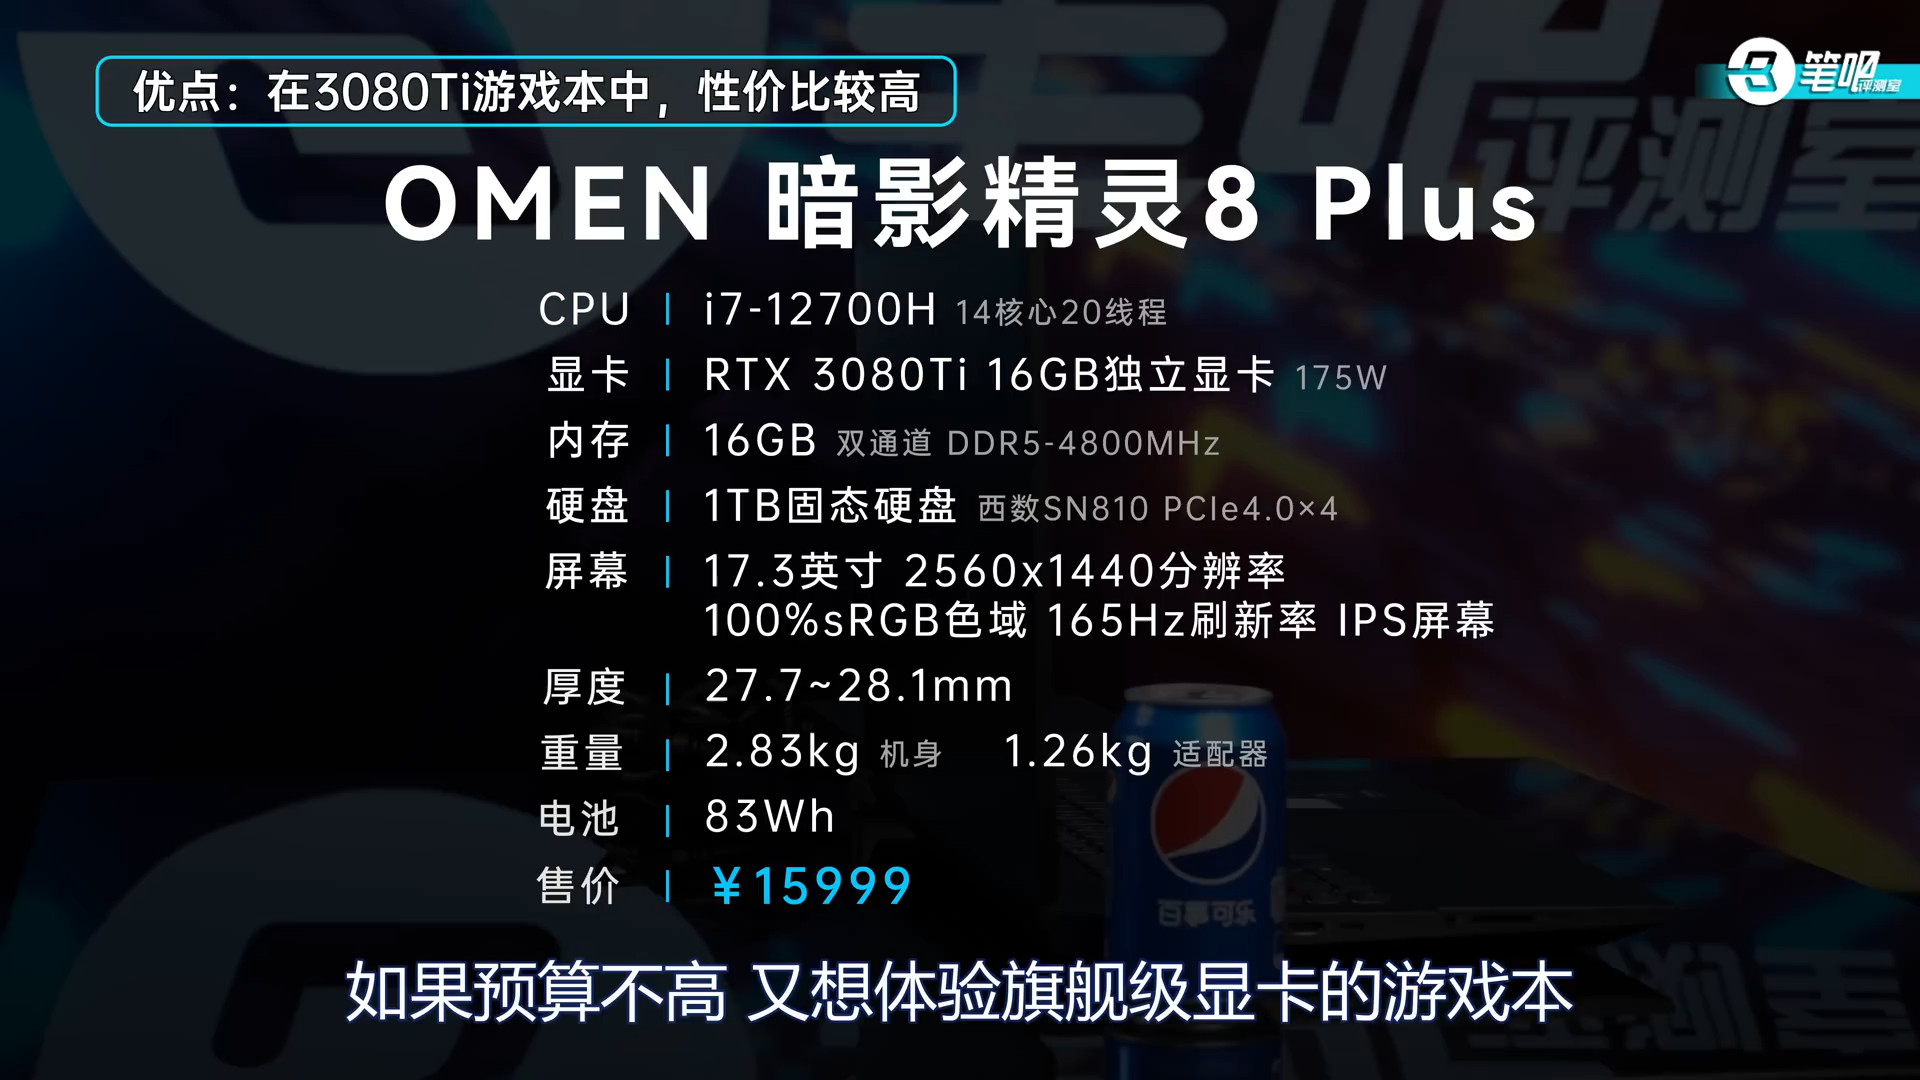 优点：在3080Ti游戏本中，性价比较高
笔吧评测室
OMEN 暗影精灵8 Plus
CPU | i7-12700H 14核心20线程
显卡 | RTX 3080Ti 16GB独立显卡 175W
内存 | 16GB 双通道 DDR5-4800MHz
硬盘 | 1TB固态硬盘 西数SN810 PCIe4.0×4
屏幕 | 17.3英寸 2560x1440分辨率
100%sRGB色域 165Hz刷新率 IPS屏幕
厚度 | 27.7~28.1mm
重量 | 2.83kg 机身 1.26kg 适配器
电池 | 83Wh
售价 | ¥15999
百事可乐
如果预算不高 又想体验旗舰级显卡的游戏本